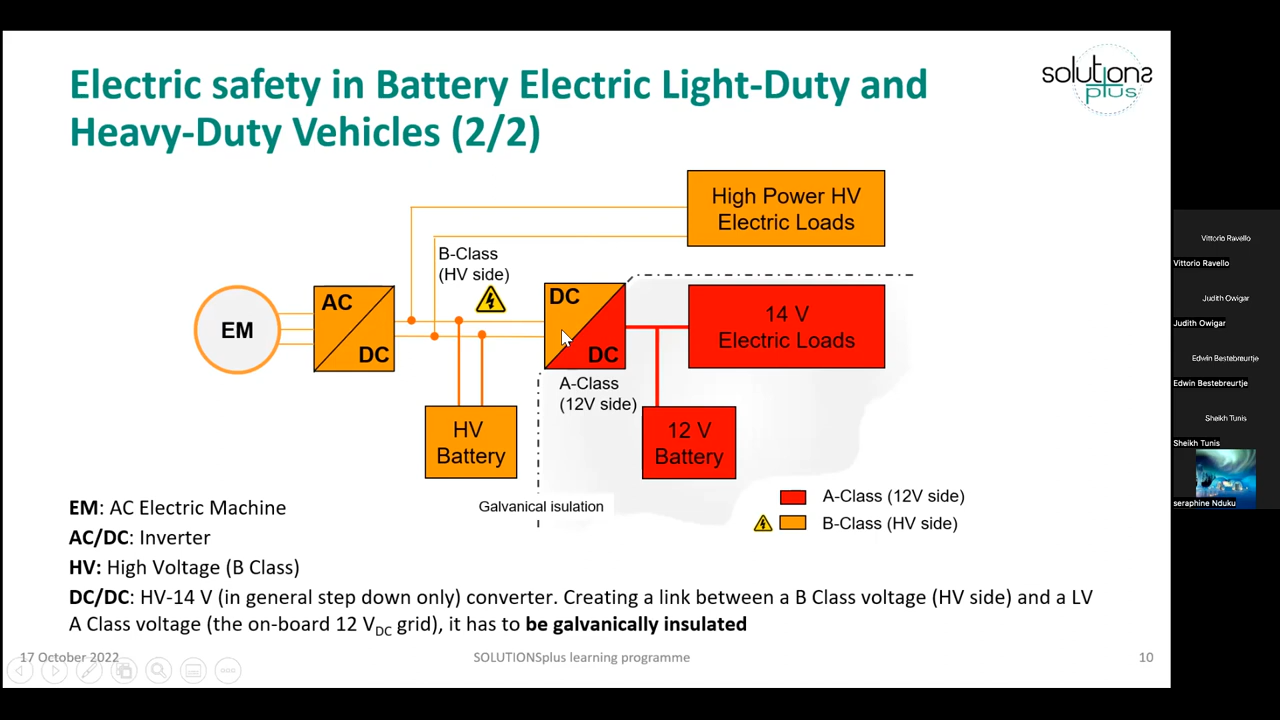 Electric safety in Battery Electric Light-Duty and
Heavy-Duty Vehicles (2/2)
solutions
plus
High Power HV
Electric Loads
B-Class
(HV side)
EM
AC
DC
DC
DC
14 V
Electric Loads
A-Class
(12V side)
HV
Battery
12 V
Battery
Galvanical insulation
A-Class (12V side)
B-Class (HV side)
EM: AC Electric Machine
AC/DC: Inverter
HV: High Voltage (B Class)
DC/DC: HV-14 V (in general step down only) converter. Creating a link between a B Class voltage (HV side) and a LV
A Class voltage (the on-board 12 VDC grid), it has to be galvanically insulated
17 October 2022
SOLUTIONSplus learning programme
10
Vittorio Ravello
Vittorio Ravello
Judith Owigar
Judith Owigar
Edwin Bestebreurtje
Edwin Bestebreurtje
Sheikh Tunis
Sheikh Tunis
seraphine Nduku